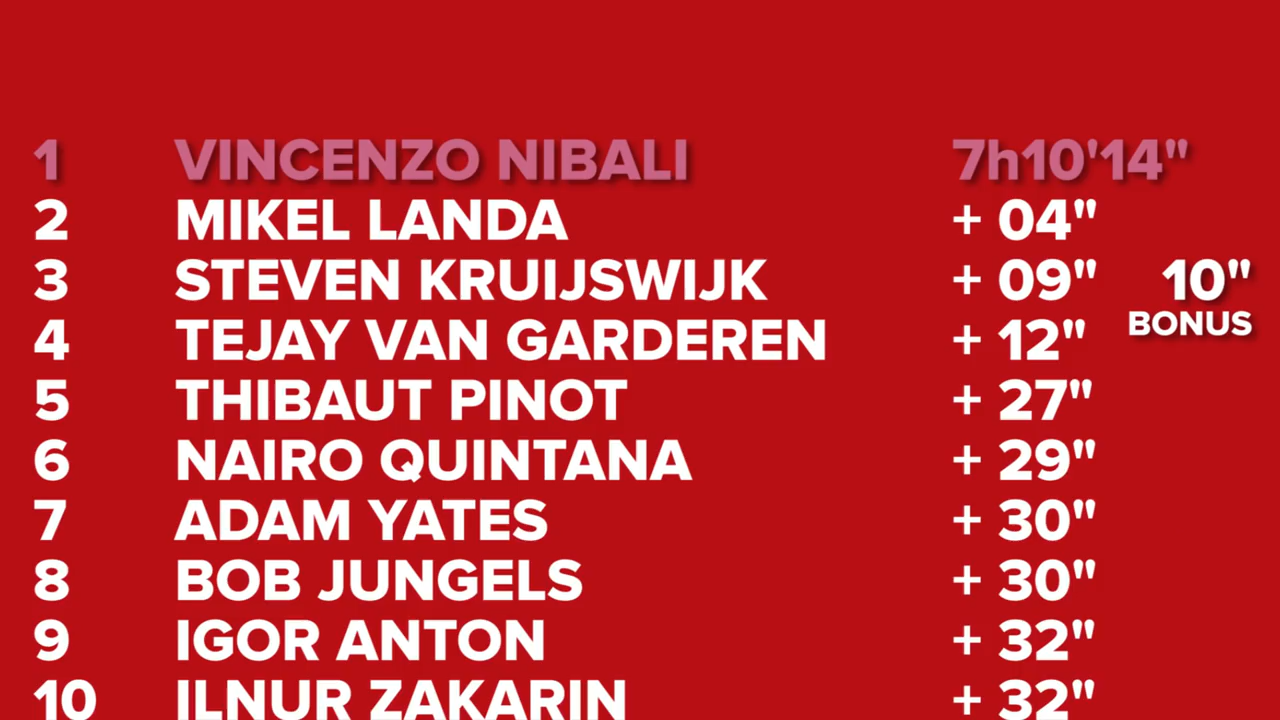 1 VINCENZO NIBALI 7h10'14"
2 MIKEL LANDA + 04"
3 STEVEN KRUIJSWIJK + 09" 10"
BONUS
4 TEJAY VAN GARDEREN + 12"
5 THIBAUT PINOT + 27"
6 NAIRO QUINTANA + 29"
7 ADAM YATES + 30"
8 BOB JUNGELS + 30"
9 IGOR ANTON + 32"
10 ILNUR ZAKARIN + 32"